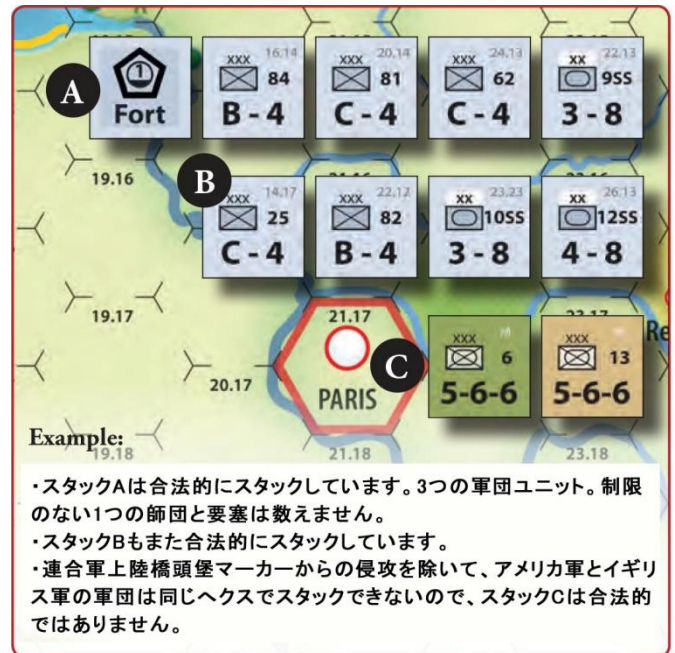 A
1
Fort
xxx 16.14
84
B - 4
xxx 20.14
81
C - 4
xxx 24.13
62
C - 4
xx 22.13
9SS
3 - 8
19.16
B
xxx 14.17
25
C - 4
xxx 22.12
82
B - 4
xx 23.23
10SS
3 - 8
xx 26.13
12SS
4 - 8
19.17
21.17
23.17
Re
C
xxx
6
5-6-6
xxx
13
5-6-6
20.17
PARIS
Example:
19.18
21.18
23.18
・スタックAは合法的にスタックしています。3つの軍団ユニット。制限
のない1つの師団と要塞は数えません。
・スタックBもまた合法的にスタックしています。
・連合軍上陸橋頭堡マーカーからの侵攻を除いて、アメリカ軍とイギリ
ス軍の軍団は同じヘクスでスタックできないので、スタックCは合法的
ではありません。